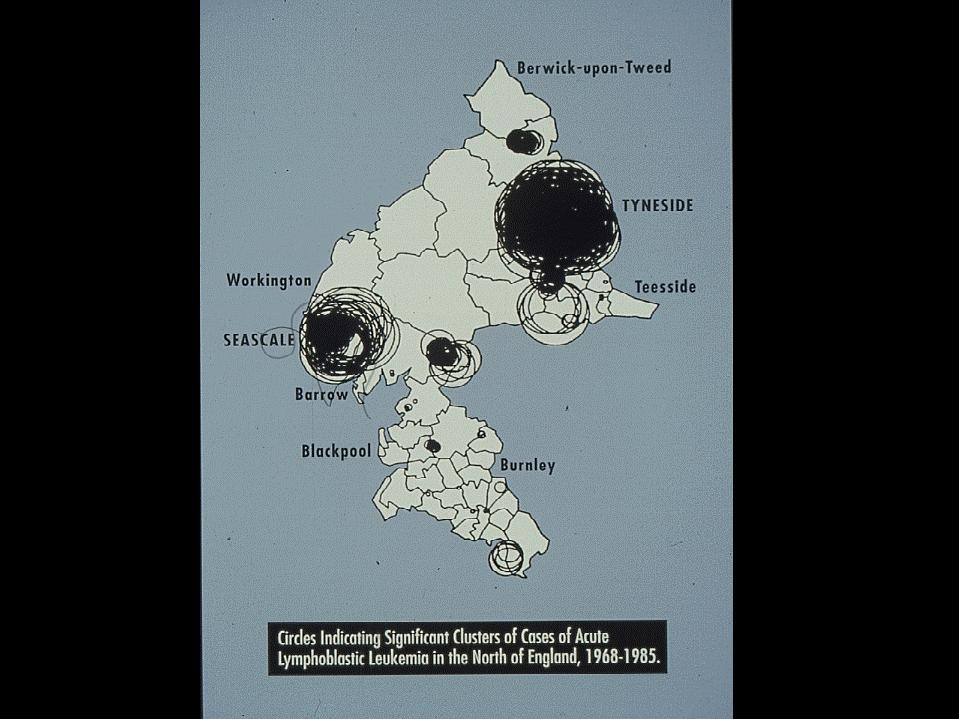 Berwick-upon-Tweed
TYNESIDE
Workington
Teesside
SEASCALE
Barrow
Blackpool
Burnley
Circles Indicating Significant Clusters of Cases of Acute
Lymphoblastic Leukemia in the North of England, 1968-1985.